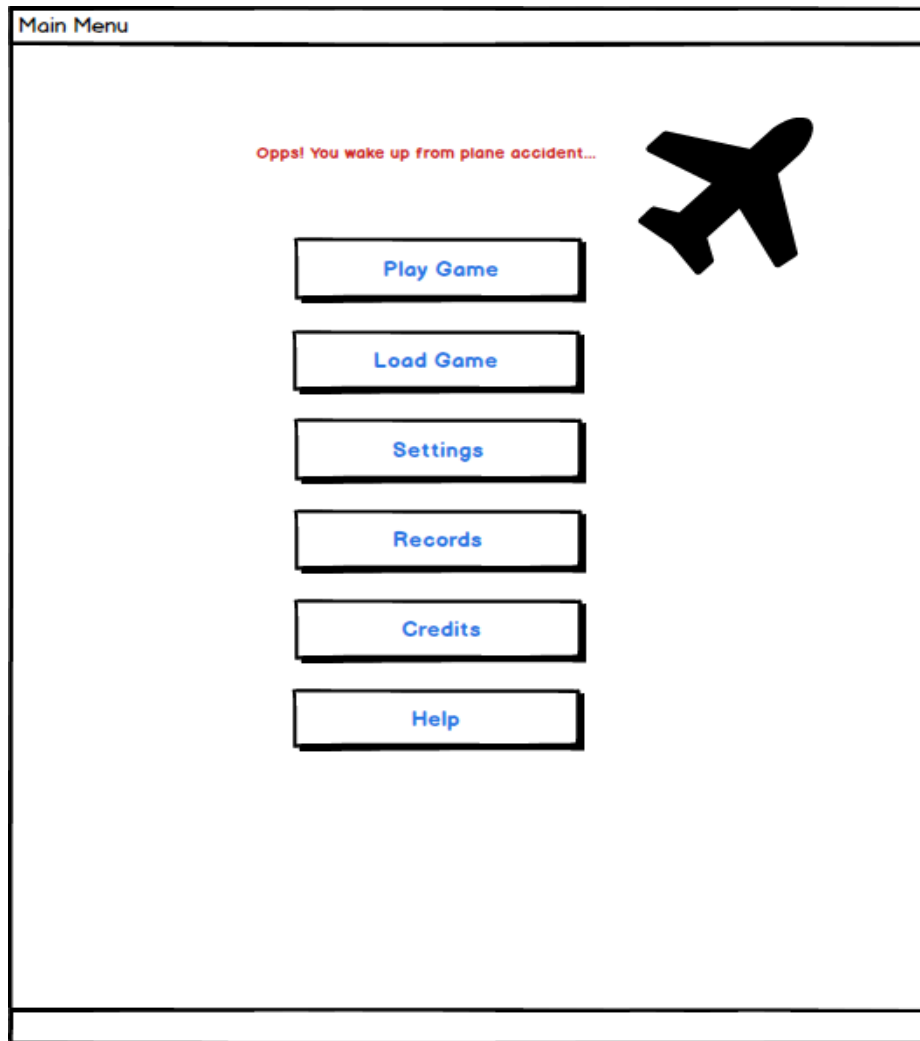 Main Menu
Opps! You wake up from plane accident...
Play Game
Load Game
Settings
Records
Credits
Help